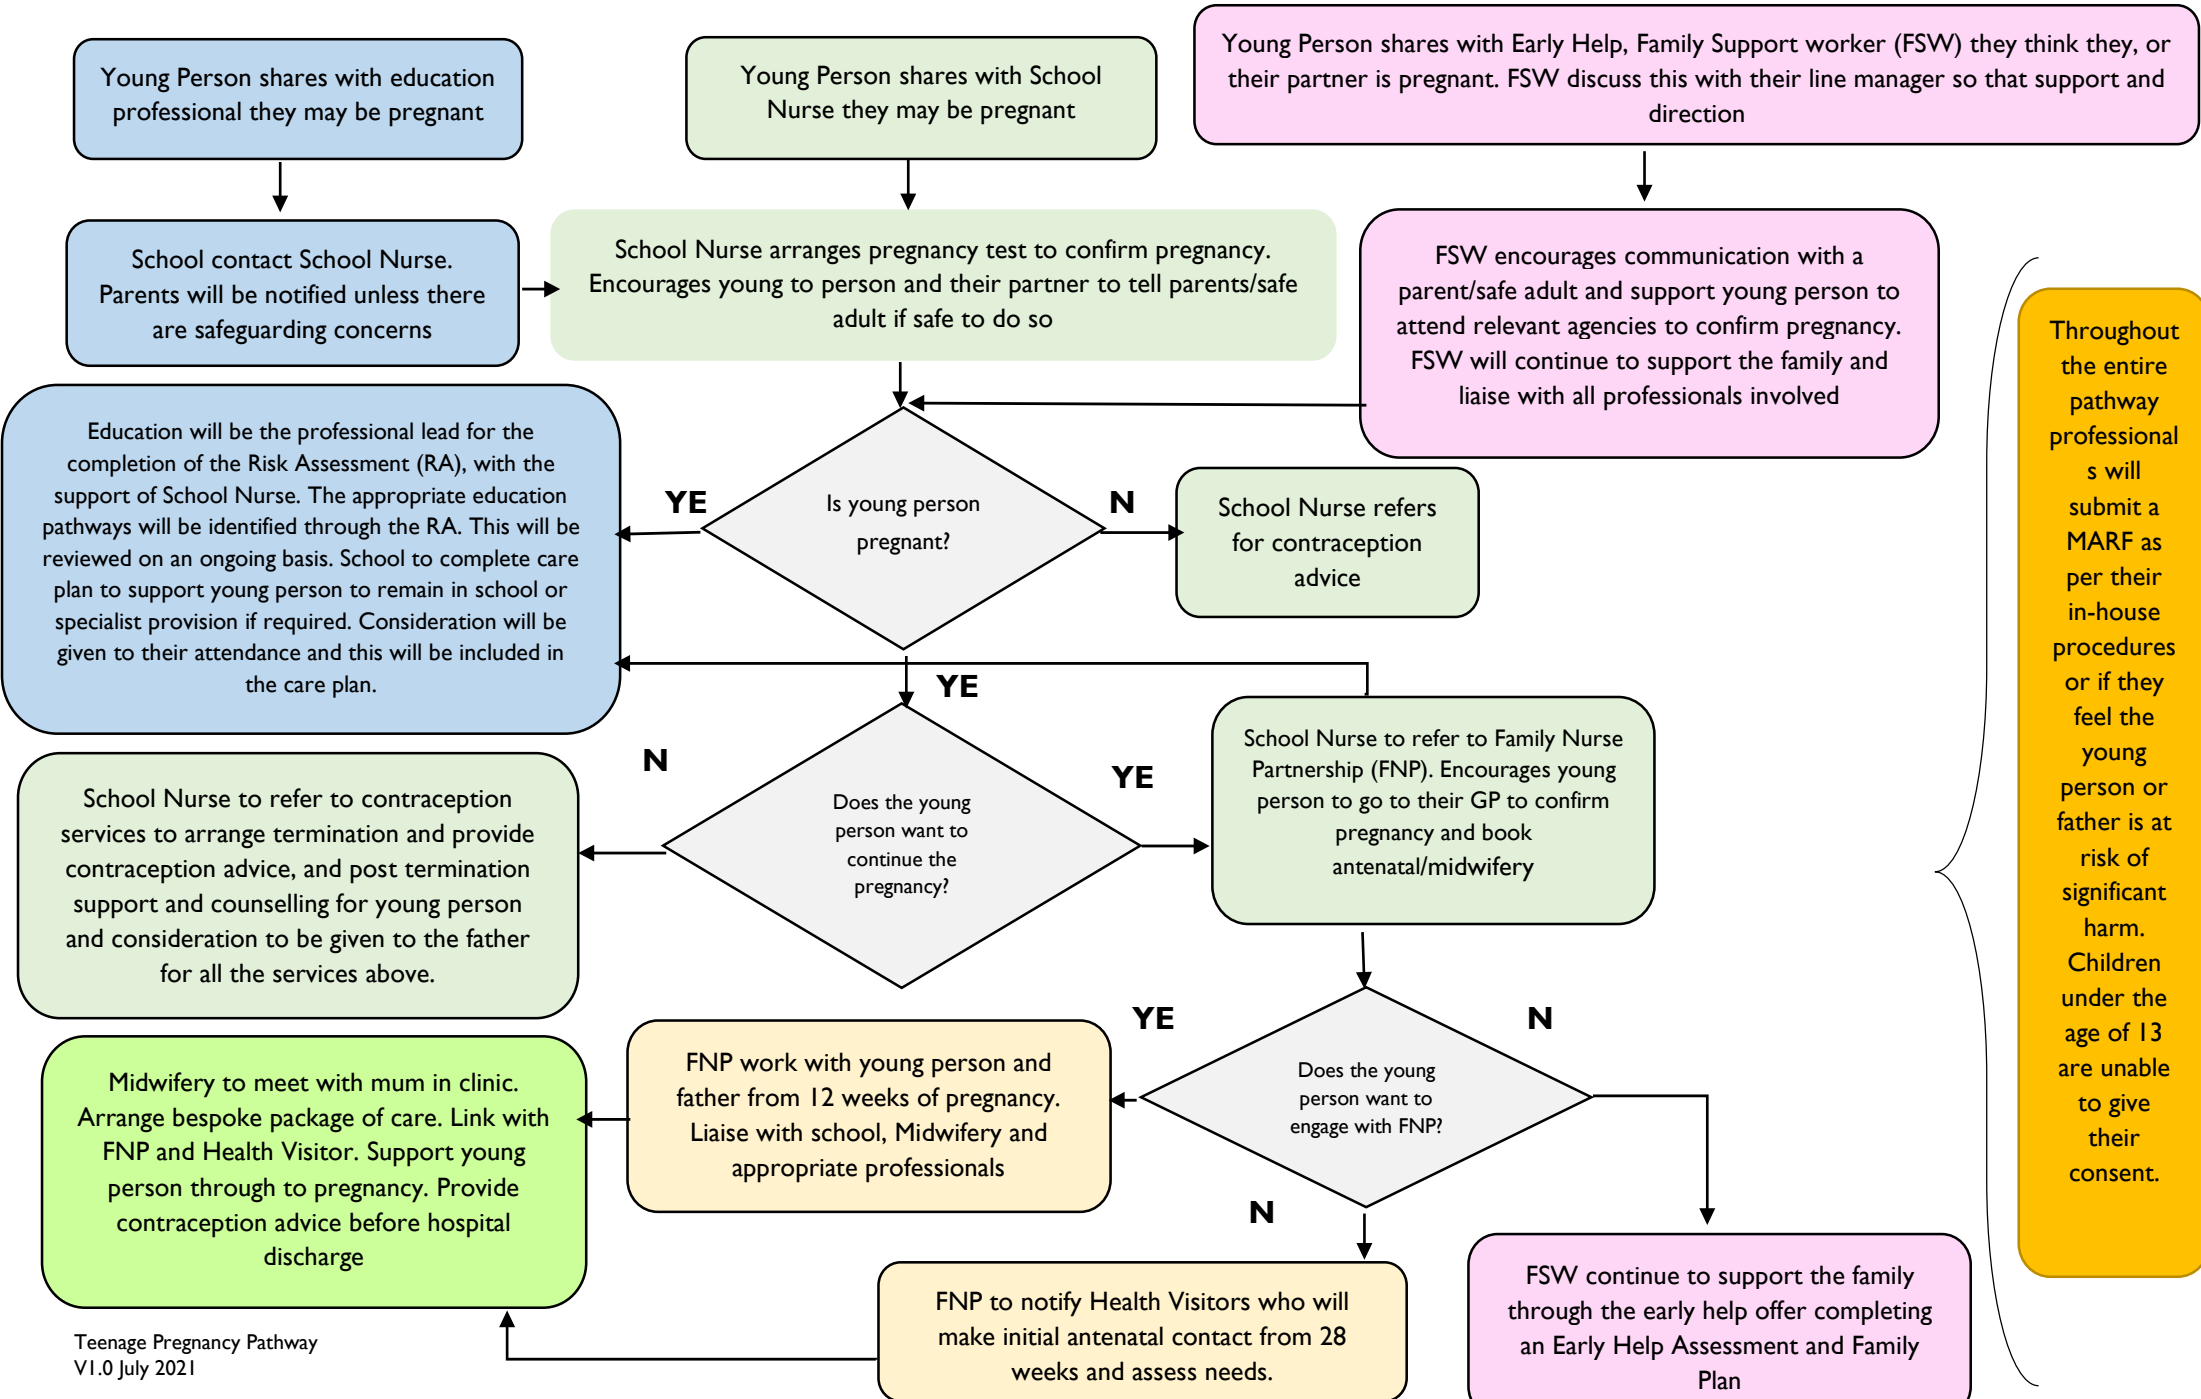 Young Person shares with education
professional they may be pregnant
Young Person shares with School
Nurse they may be pregnant
Young Person shares with Early Help, Family Support worker (FSW) they think they, or
their partner is pregnant. FSW discuss this with their line manager so that support and
direction
School contact School Nurse.
Parents will be notified unless there
are safeguarding concerns
School Nurse arranges pregnancy test to confirm pregnancy.
Encourages young to person and their partner to tell parents/safe
adult if safe to do so
FSW encourages communication with a
parent/safe adult and support young person to
attend relevant agencies to confirm pregnancy.
FSW will continue to support the family and
liaise with all professionals involved
Throughout
the entire
pathway
professional
s will
submit a
MARF as
per their
in-house
procedures
or if they
feel the
young
person or
father is at
risk of
significant
harm.
Children
under the
age of 13
are unable
to give
their
consent.
Education will be the professional lead for the
completion of the Risk Assessment (RA), with the
support of School Nurse. The appropriate education
pathways will be identified through the RA. This will be
reviewed on an ongoing basis. School to complete care
plan to support young person to remain in school or
specialist provision if required. Consideration will be
given to their attendance and this will be included in
the care plan.
YE
Is young person
pregnant?
N
School Nurse refers
for contraception
advice
YE
N
School Nurse to refer to contraception
services to arrange termination and provide
contraception advice, and post termination
support and counselling for young person
and consideration to be given to the father
for all the services above.
Does the young
person want to
continue the
pregnancy?
YE
School Nurse to refer to Family Nurse
Partnership (FNP). Encourages young
person to go to their GP to confirm
pregnancy and book
antenatal/midwifery
Midwifery to meet with mum in clinic.
Arrange bespoke package of care. Link with
FNP and Health Visitor. Support young
person through to pregnancy. Provide
contraception advice before hospital
discharge
FNP work with young person and
father from 12 weeks of pregnancy.
Liaise with school, Midwifery and
appropriate professionals
YE
Does the young
person want to
engage with FNP?
N
N
FNP to notify Health Visitors who will
make initial antenatal contact from 28
weeks and assess needs.
FSW continue to support the family
through the early help offer completing
an Early Help Assessment and Family
Plan
Teenage Pregnancy Pathway
V1.0 July 2021